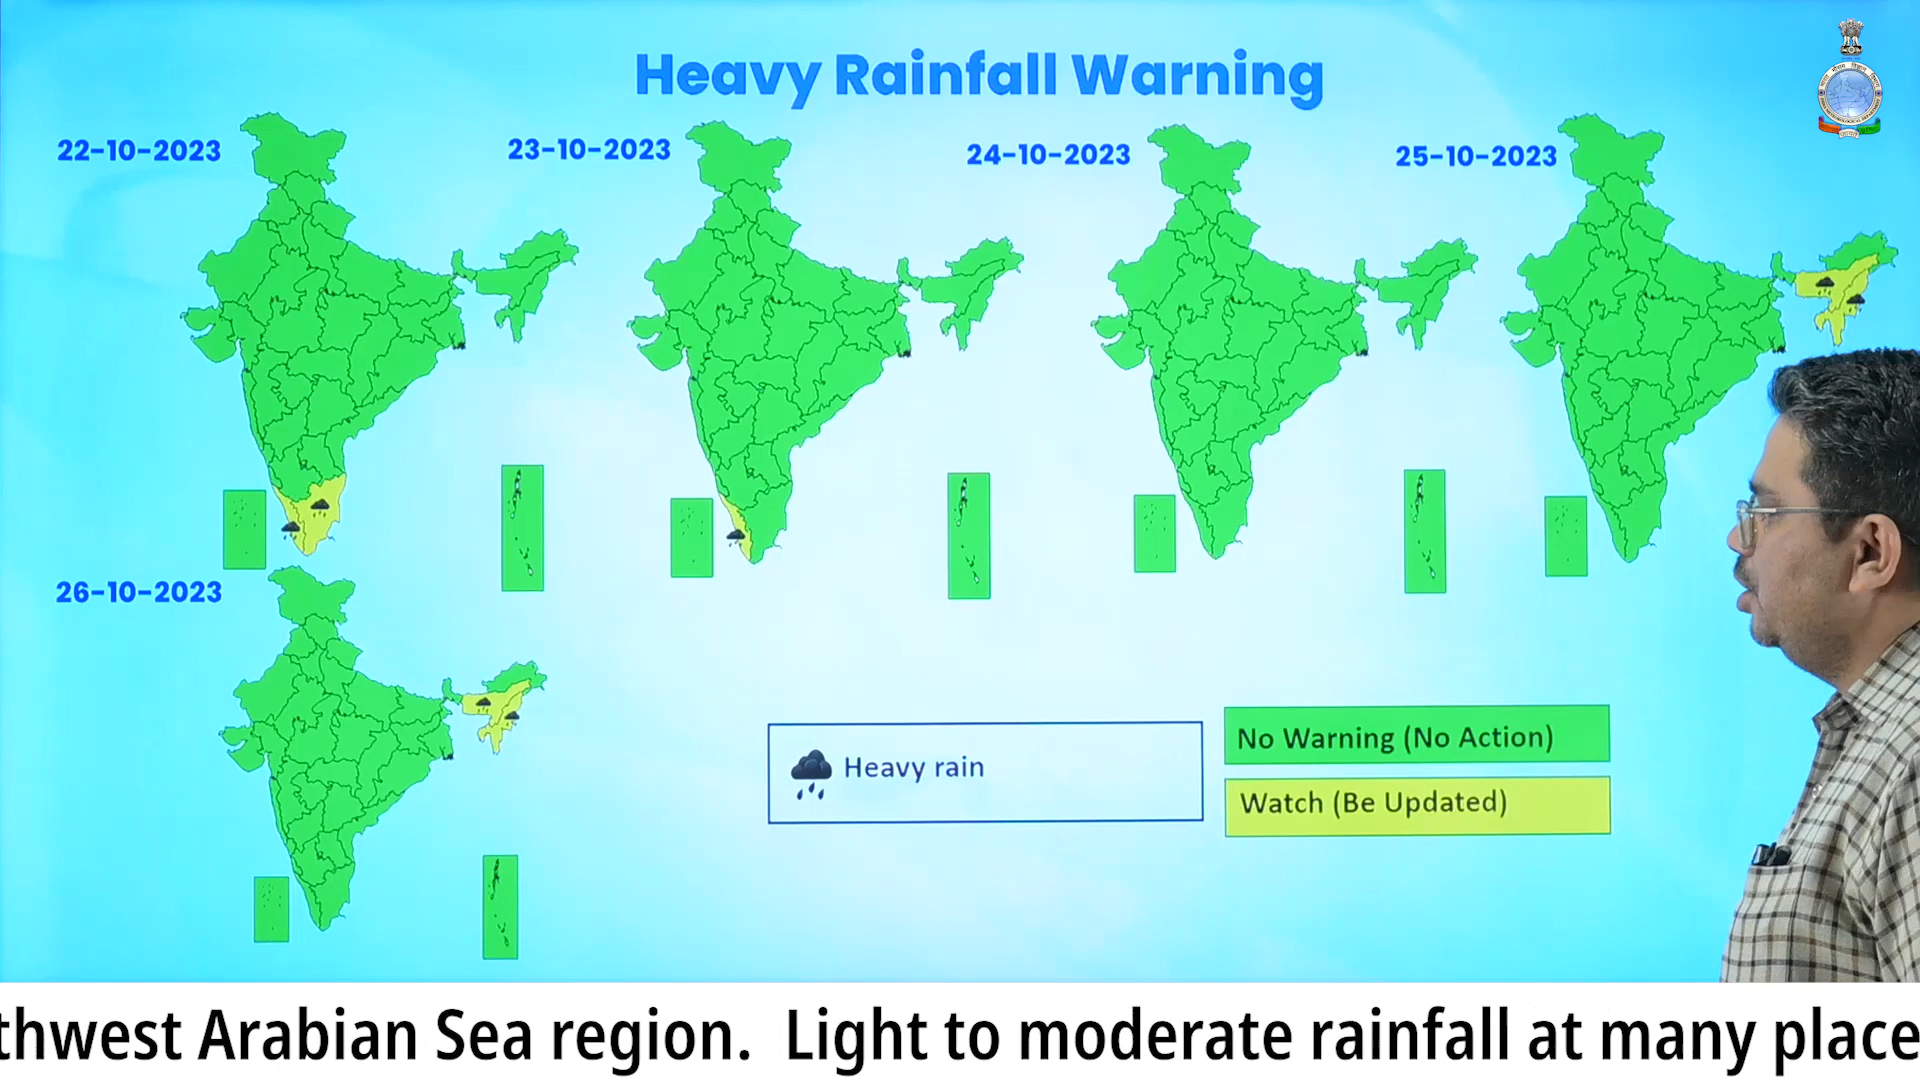 Heavy Rainfall Warning
22-10-2023
23-10-2023
24-10-2023
25-10-2023
26-10-2023
Heavy rain
No Warning (No Action)
Watch (Be Updated)
thwest Arabian Sea region. Light to moderate rainfall at many place